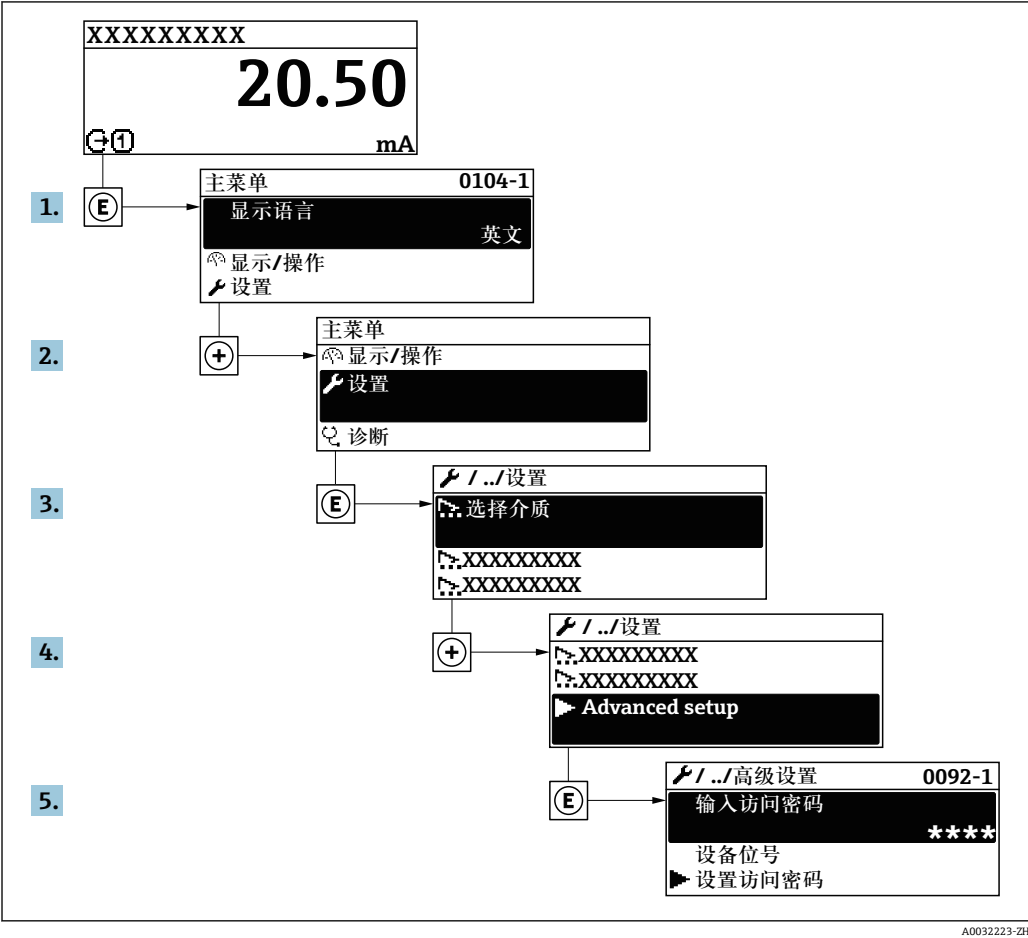 XXXXXXXXX
20.50
1
mA
1.
E
主菜单 0104-1
显示语言
英文
显示/操作
设置
2.
+
主菜单
显示/操作
设置
诊断
3.
E
/ ../设置
选择介质
XXXXXXXXX
XXXXXXXXX
4.
+
/ ../设置
XXXXXXXXX
XXXXXXXXX
Advanced setup
5.
E
/ ../高级设置 0092-1
输入访问密码
****
设备位号
设置访问密码
A0032223-ZH